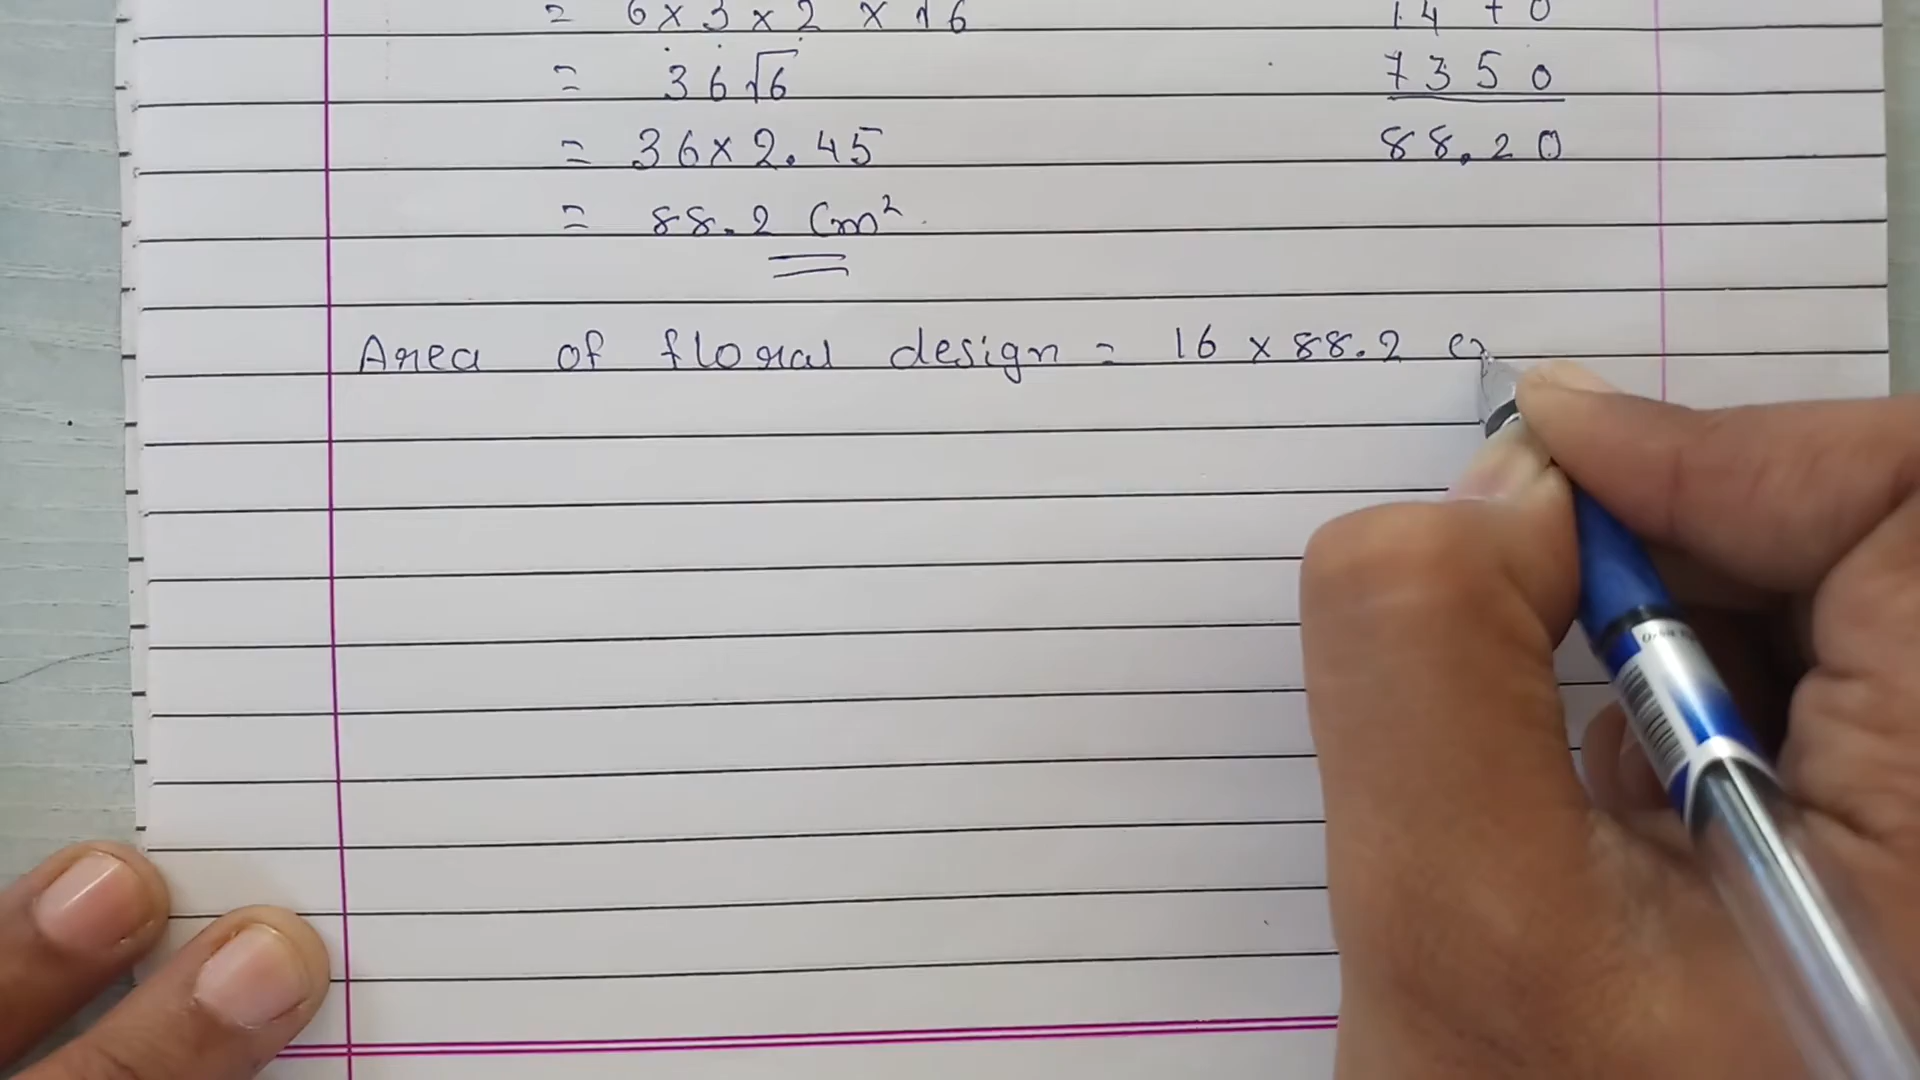 = 6 x 3 x 2 x √6
= 36√6
= 36 x 2.45
= 88.2 Cm²
1470
7350
88.20
Area of floral design = 16 x 88.2